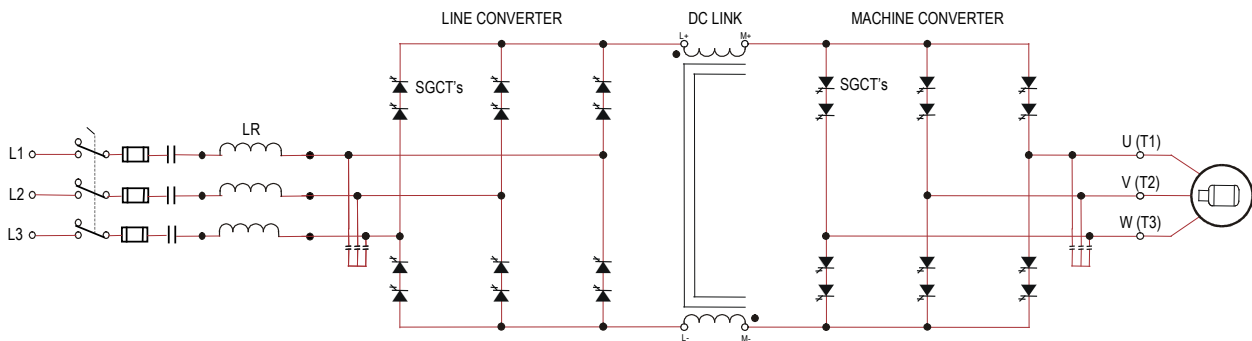 LINE CONVERTER
DC LINK
MACHINE CONVERTER
L+
M+
SGCT's
SGCT's
LR
L1
U (T1)
L2
V (T2)
L3
W (T3)
L-
M-